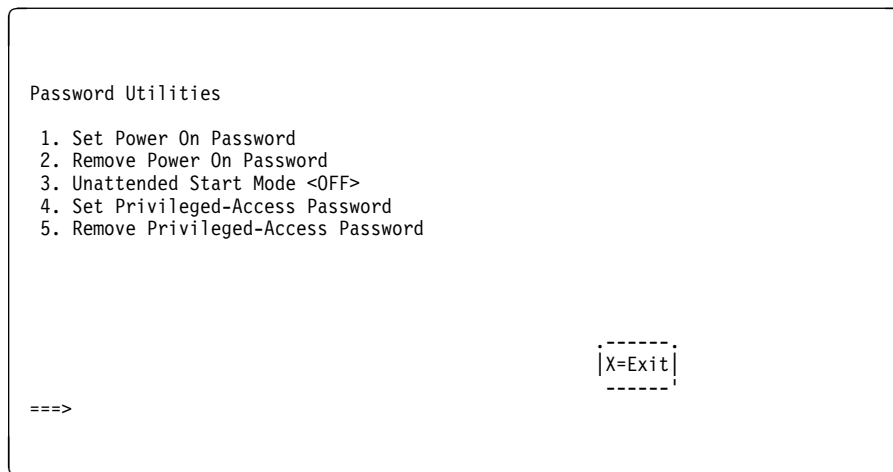 Password Utilities
1. Set Power On Password
2. Remove Power On Password
3. Unattended Start Mode <OFF>
4. Set Privileged-Access Password
5. Remove Privileged-Access Password
X=Exit
===>